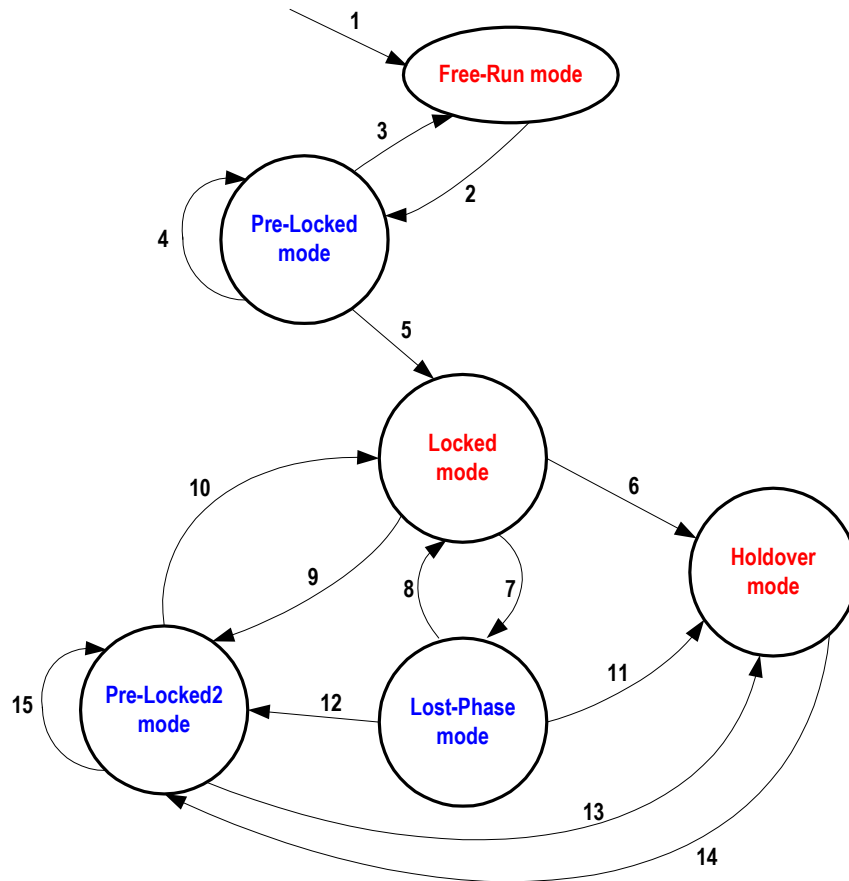 1
Free-Run mode
3
2
Pre-Locked
mode
4
5
Locked
mode
10
6
Holdover
mode
9
8
7
11
Pre-Locked2
mode
15
12
Lost-Phase
mode
13
14